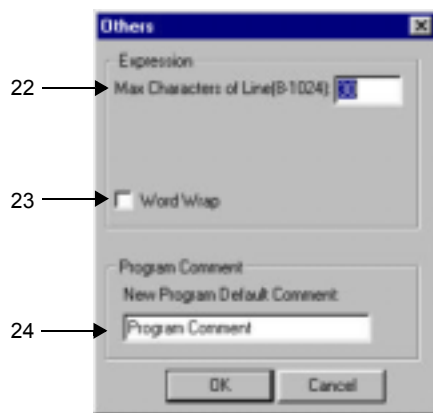 Others
Expression
22
Max Characters of Line(8-1024):
23
Word Wrap
Program Comment
New Program Default Comment:
24
Program Comment
OK
Cancel